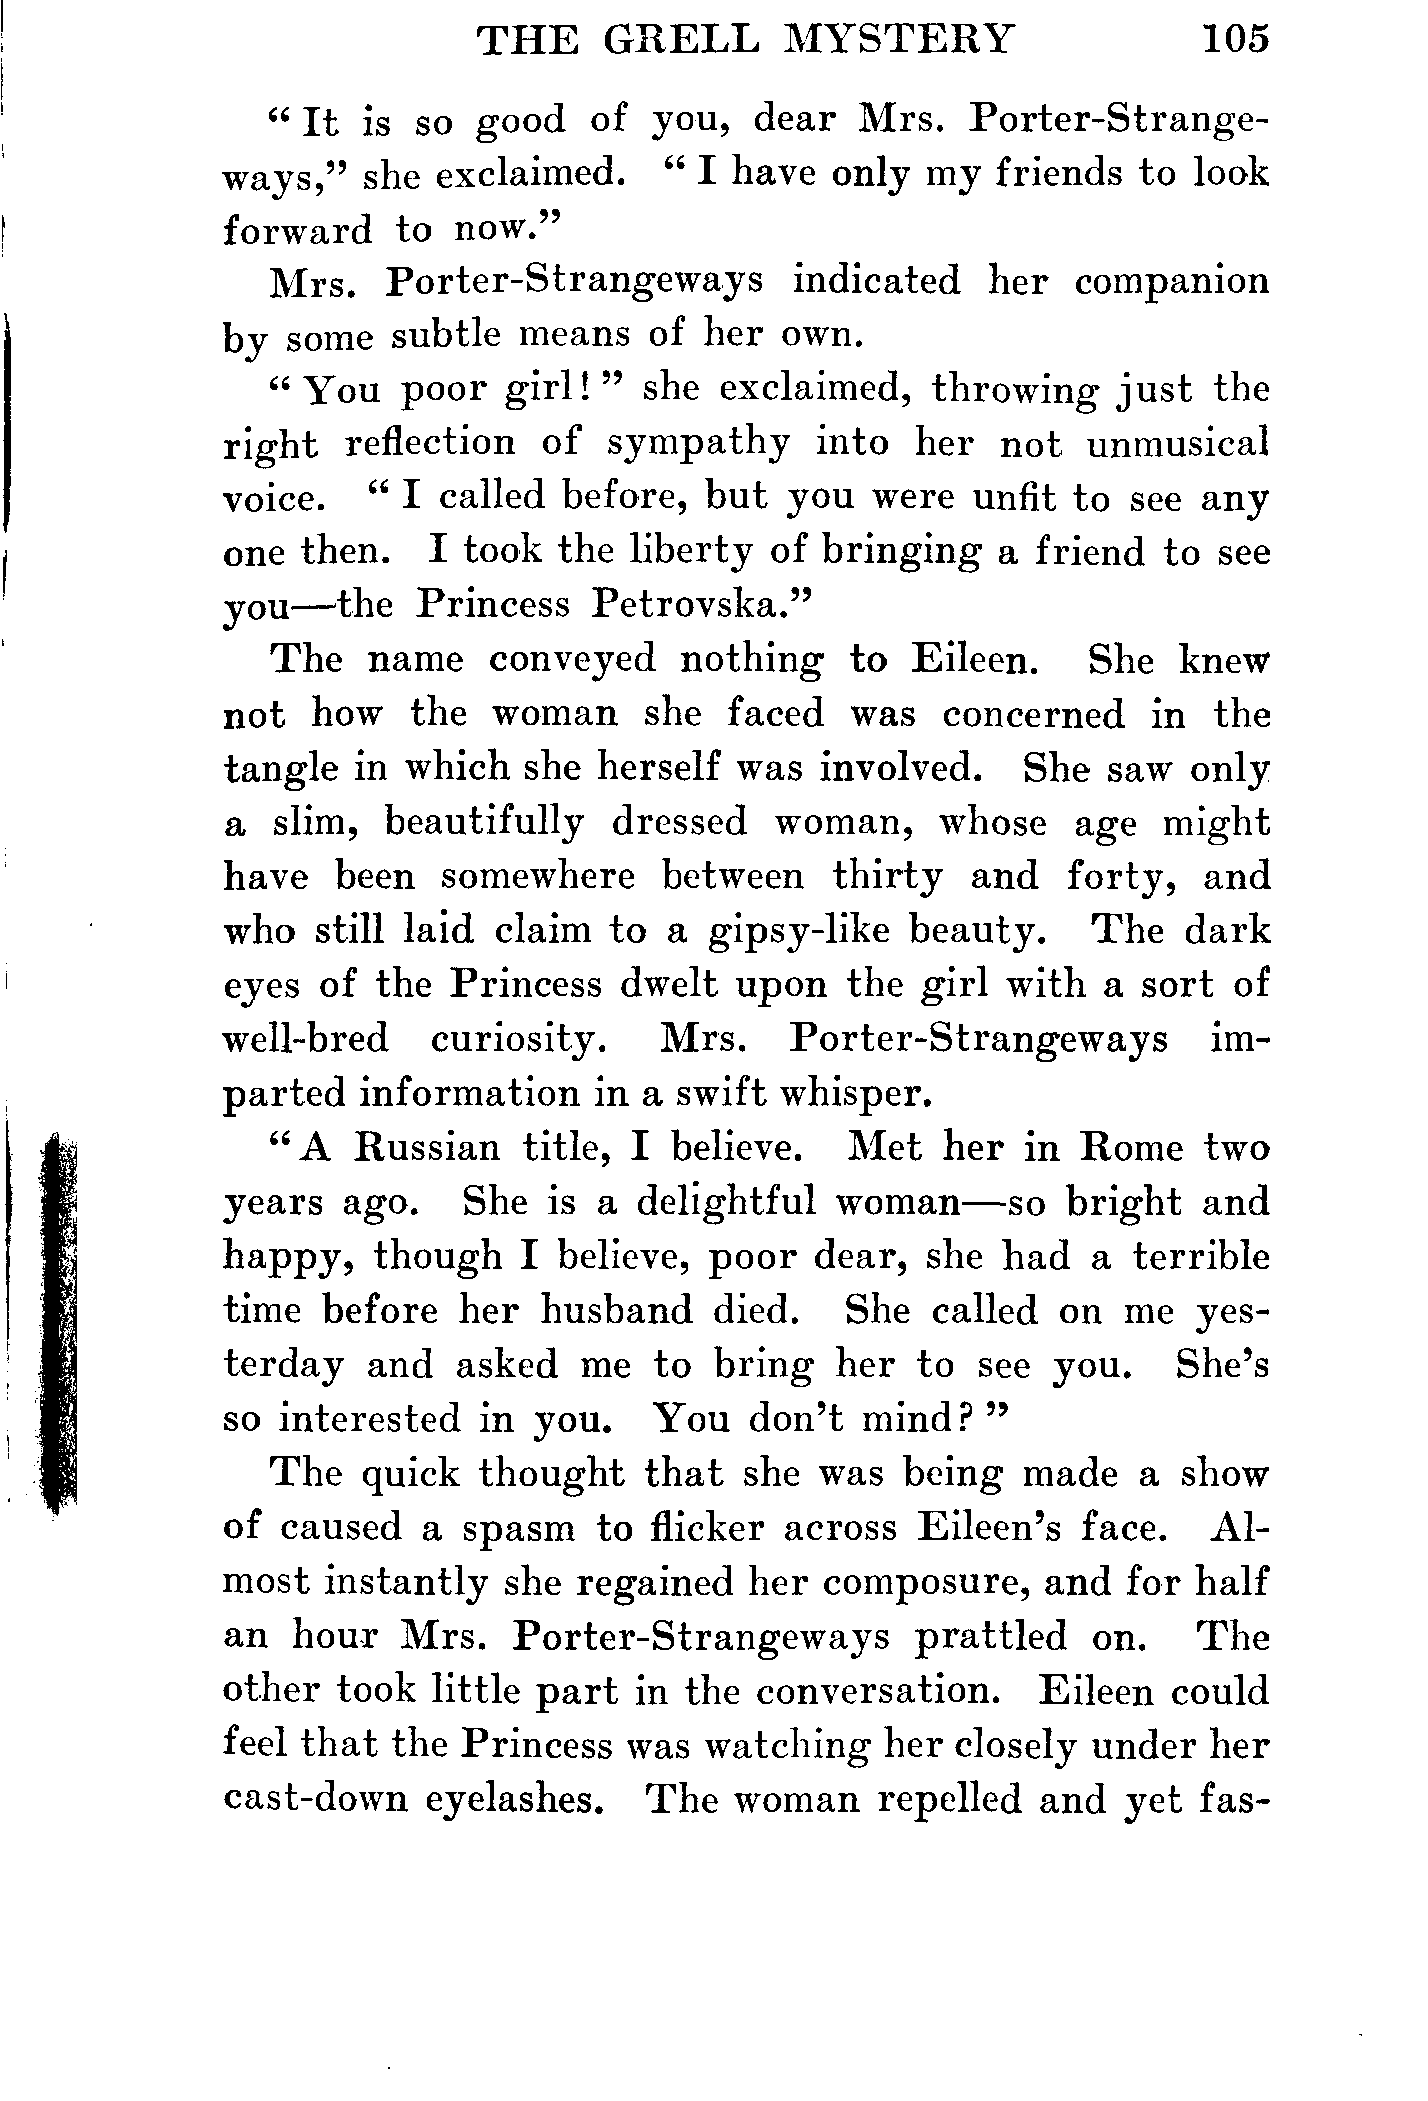 THE GRELL MYSTERY 105
“ It is so good of you, dear Mrs. Porter-Strange-
ways,” she exclaimed. “ I have only my friends to look
forward to now.”
Mrs. Porter-Strangeways indicated her companion
by some subtle means of her own.
“ You poor girl! ” she exclaimed, throwing just the
right reflection of sympathy into her not unmusical
voice. “ I called before, but you were unfit to see any
one then. I took the liberty of bringing a friend to see
you—the Princess Petrovska.”
The name conveyed nothing to Eileen. She knew
not how the woman she faced was concerned in the
tangle in which she herself was involved. She saw only
a slim, beautifully dressed woman, whose age might
have been somewhere between thirty and forty, and
who still laid claim to a gipsy-like beauty. The dark
eyes of the Princess dwelt upon the girl with a sort of
well-bred curiosity. Mrs. Porter-Strangeways im-
parted information in a swift whisper.
“ A Russian title, I believe. Met her in Rome two
years ago. She is a delightful woman—so bright and
happy, though I believe, poor dear, she had a terrible
time before her husband died. She called on me yes-
terday and asked me to bring her to see you. She’s
so interested in you. You don’t mind? ”
The quick thought that she was being made a show
of caused a spasm to flicker across Eileen’s face. Al-
most instantly she regained her composure, and for half
an hour Mrs. Porter-Strangeways prattled on. The
other took little part in the conversation. Eileen could
feel that the Princess was watching her closely under her
cast-down eyelashes. The woman repelled and yet fas-